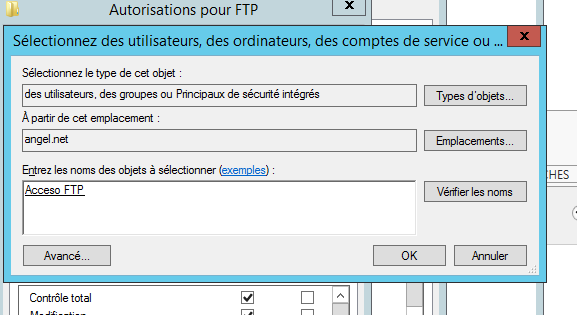 Autorisations pour FTP
Sélectionnez des utilisateurs, des ordinateurs, des comptes de service ou ...
Sélectionnez le type de cet objet :
des utilisateurs, des groupes ou Principaux de sécurité intégrés
Types d'objets...
À partir de cet emplacement :
angel.net
Emplacements...
Entrez les noms des objets à sélectionner (exemples) :
Acceso FTP
Vérifier les noms
Avancé...
OK
Annuler
Contrôle total